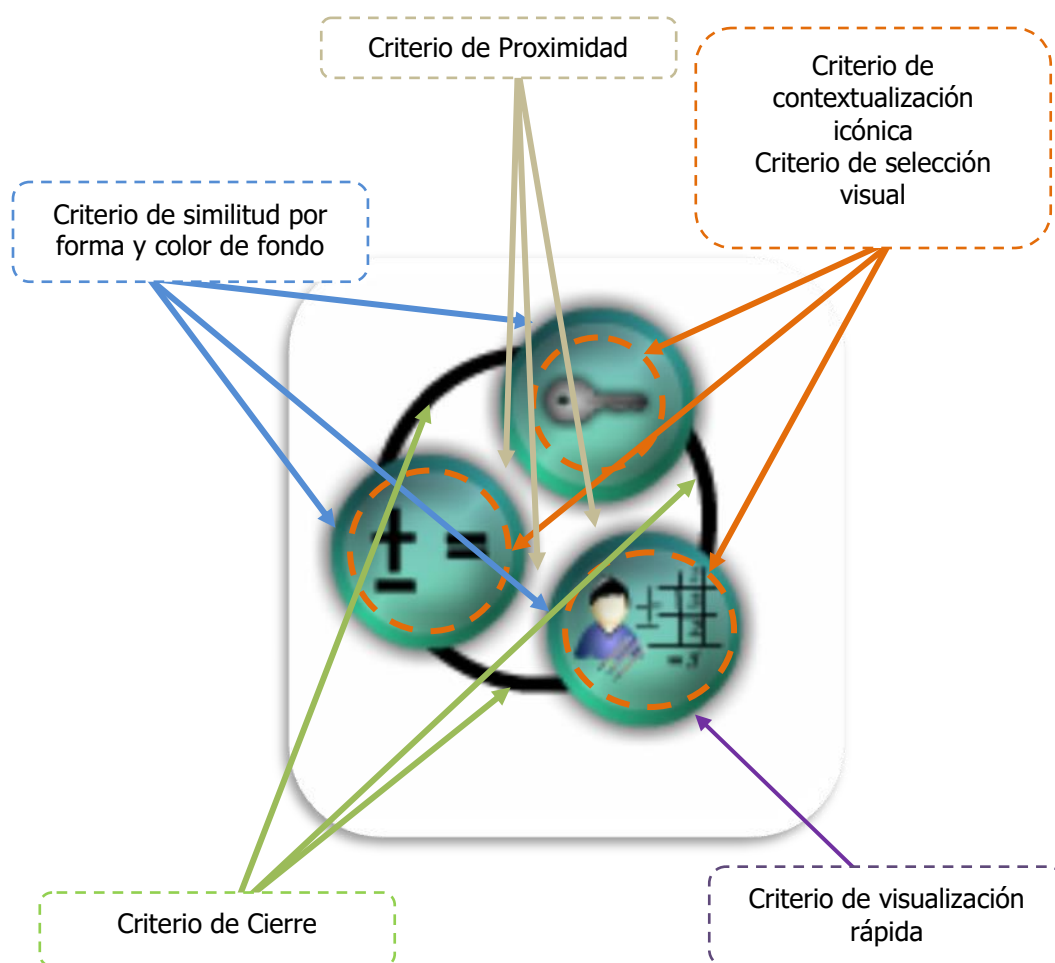 Criterio de Proximidad
Criterio de
contextualización
icónica
Criterio de selección
visual
Criterio de similitud por
forma y color de fondo
Criterio de Cierre
Criterio de visualización
rápida